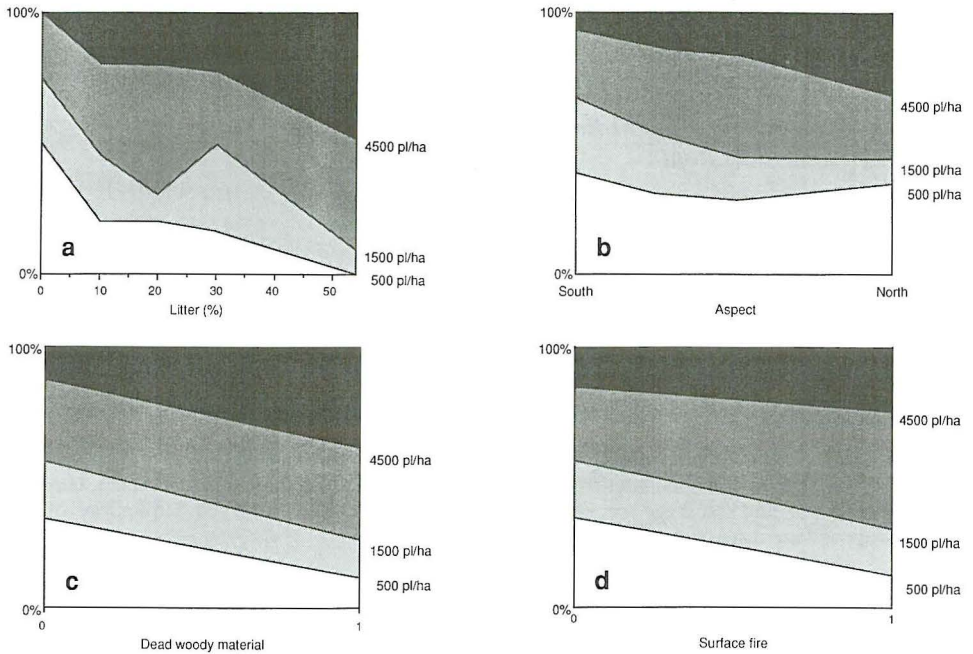 100%
4500 pl/ha
1500 pl/ha
500 pl/ha
a
0%
0 10 20 30 40 50
Litter (%)
100%
4500 pl/ha
1500 pl/ha
500 pl/ha
b
0%
South North
Aspect
100%
4500 pl/ha
1500 pl/ha
500 pl/ha
c
0%
0 1
Dead woody material
100%
4500 pl/ha
1500 pl/ha
500 pl/ha
d
0%
0 1
Surface fire